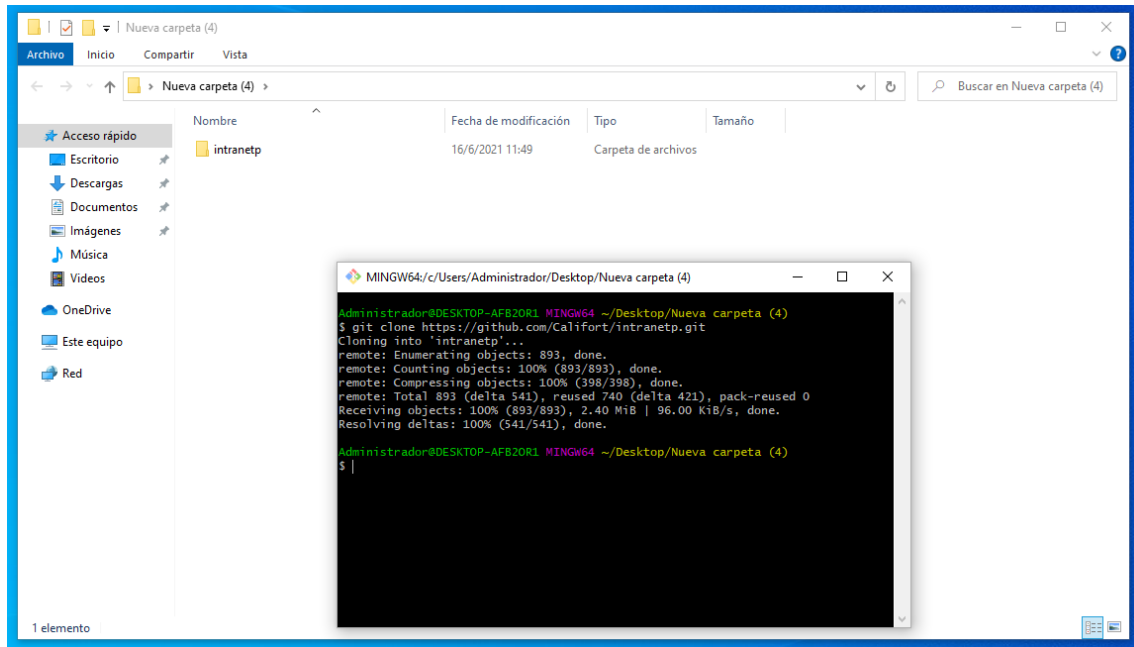 Nueva carpeta (4)
Archivo Inicio Compartir Vista
Nueva carpeta (4)
Buscar en Nueva carpeta (4)
Nombre Fecha de modificación Tipo Tamaño
Acceso rápido
intranetp 16/6/2021 11:49 Carpeta de archivos
Escritorio
Descargas
Documentos
Imágenes
Música
Videos
OneDrive
Este equipo
Red
MINGW64:/c/Users/Administrador/Desktop/Nueva carpeta (4)
Administrador@DESKTOP-AFB2OR1 MINGW64 ~/Desktop/Nueva carpeta (4)
$ git clone https://github.com/Califort/intranetp.git
Cloning into 'intranetp'...
remote: Enumerating objects: 893, done.
remote: Counting objects: 100% (893/893), done.
remote: Compressing objects: 100% (398/398), done.
remote: Total 893 (delta 541), reused 740 (delta 421), pack-reused 0
Receiving objects: 100% (893/893), 2.40 MiB | 96.00 KiB/s, done.
Resolving deltas: 100% (541/541), done.
Administrador@DESKTOP-AFB2OR1 MINGW64 ~/Desktop/Nueva carpeta (4)
$
1 elemento